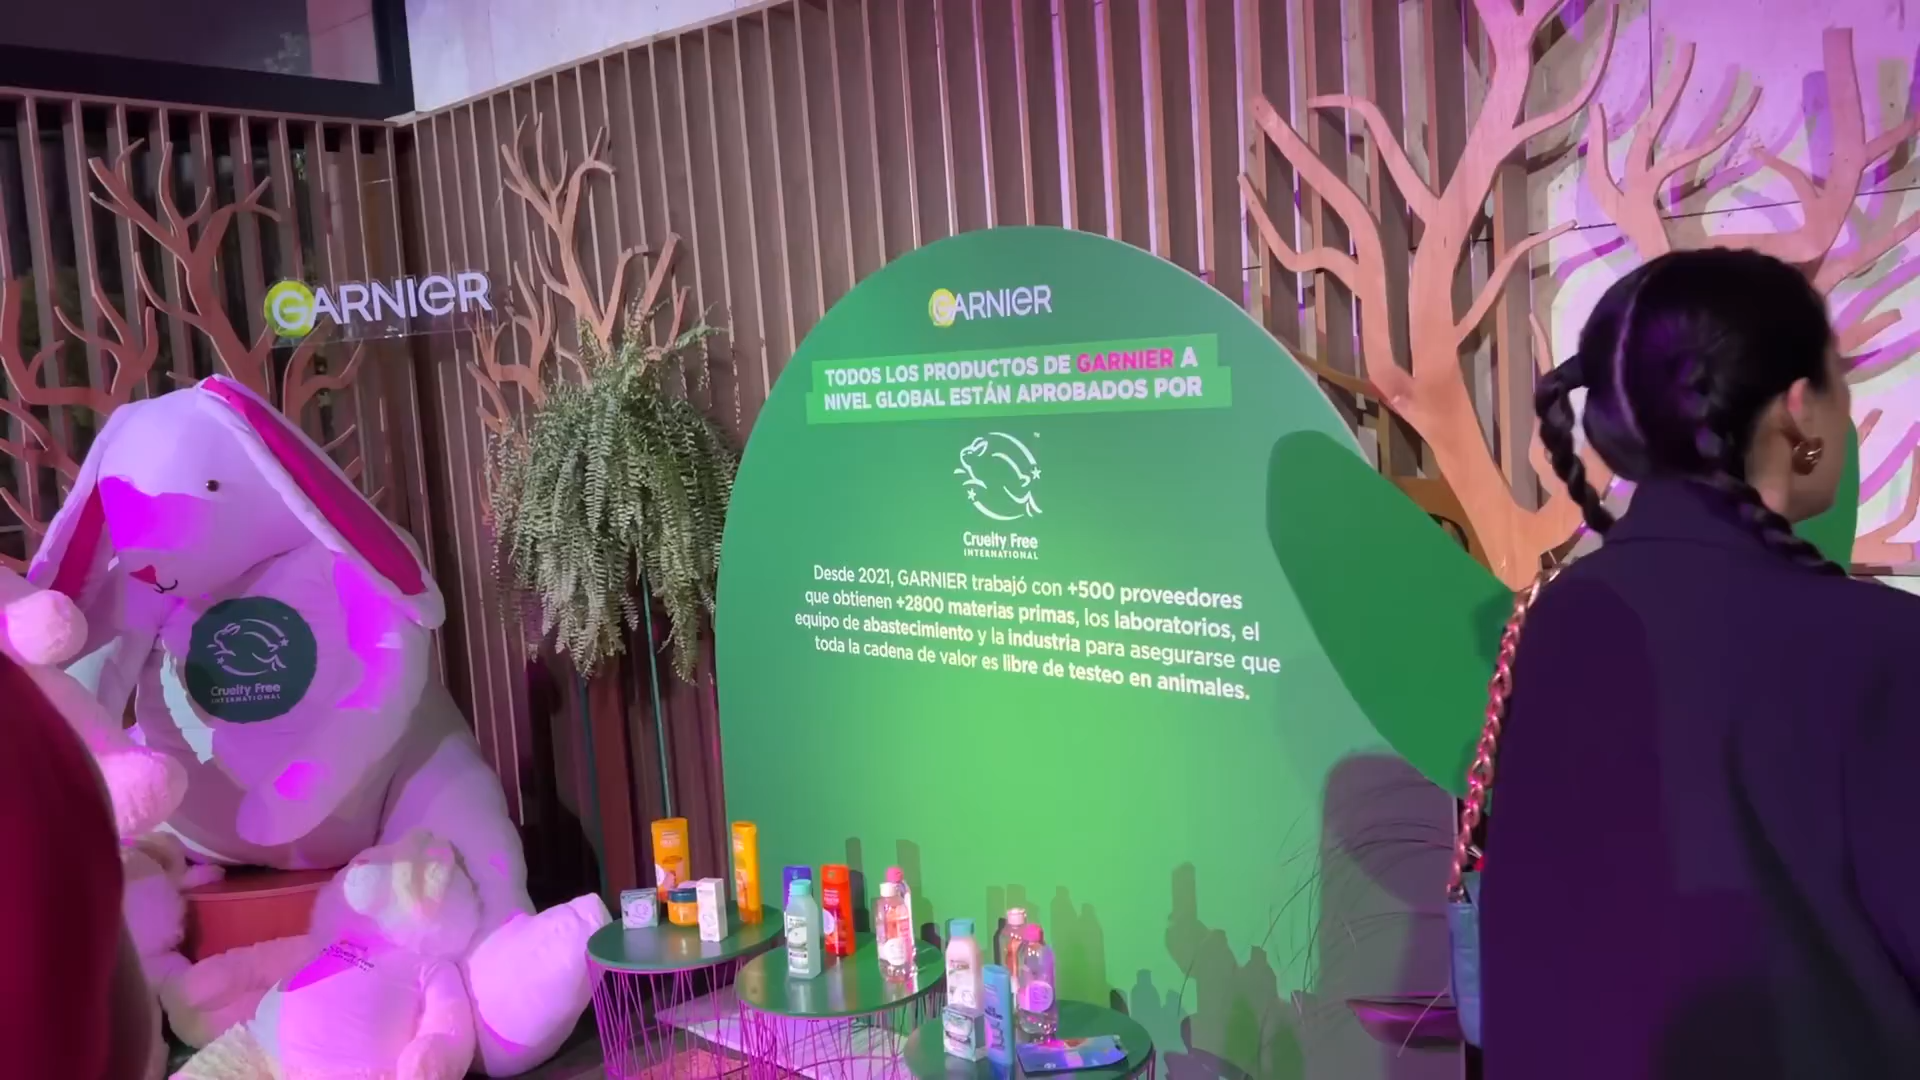 GARNIER
GARNIER
TODOS LOS PRODUCTOS DE GARNIER A
NIVEL GLOBAL ESTÁN APROBADOS POR
Cruelty Free
INTERNATIONAL
Desde 2021, GARNIER trabajó con +500 proveedores
que obtienen +2800 materias primas, los laboratorios, el
equipo de abastecimiento y la industria para asegurarse que
toda la cadena de valor es libre de testeo en animales.
Cruelty Free
INTERNATIONAL